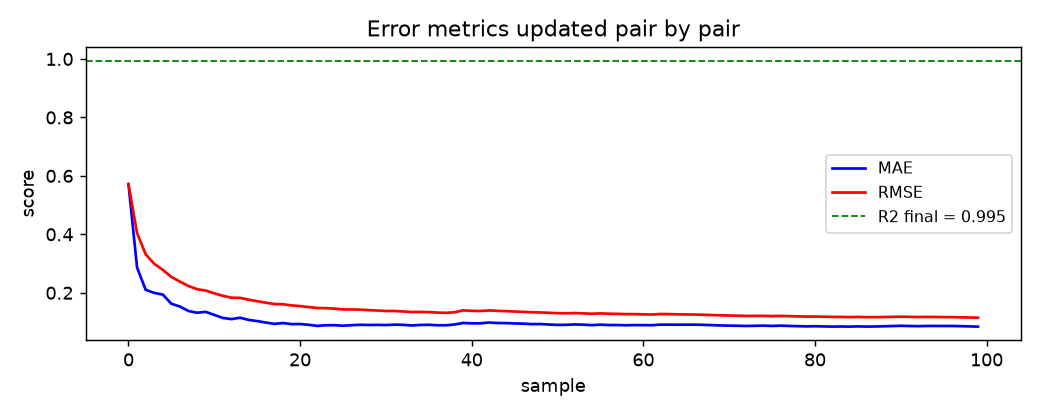 Error metrics updated pair by pair
1.0
0.8
0.6
0.4
0.2
score
MAE
RMSE
R2 final = 0.995
0
20
40
60
80
100
sample